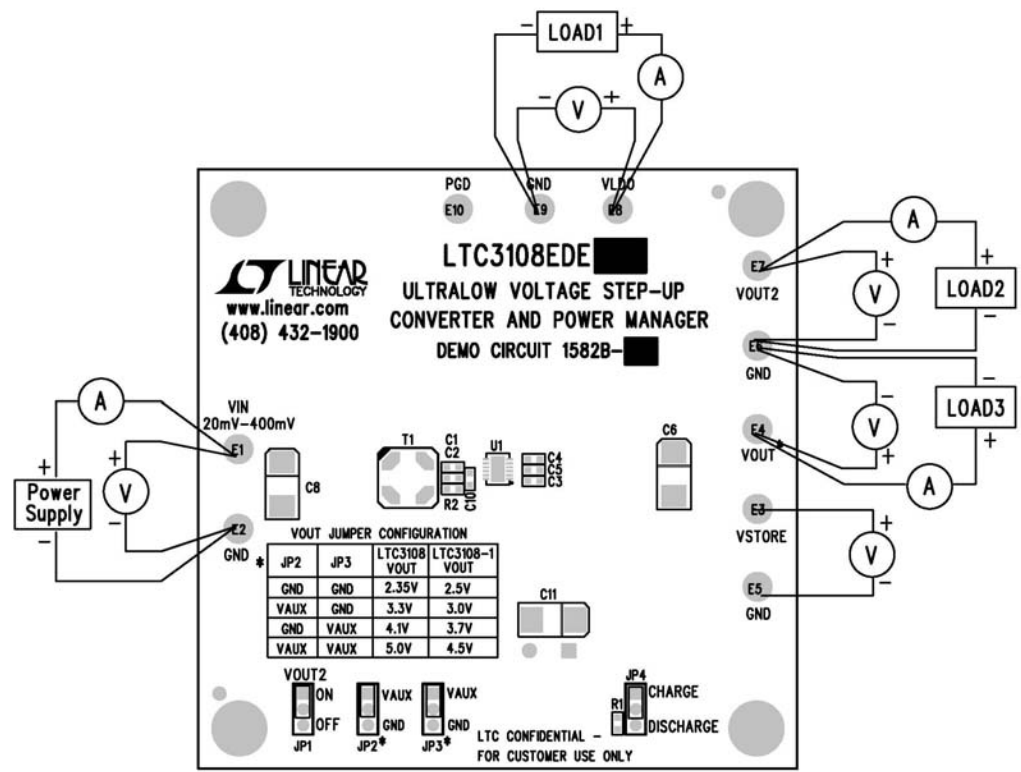 - LOAD1 +
A
- V +
PGD GND VLDO
E10 E9 E8
LTC3108EDE
LINEAR
TECHNOLOGY
www.linear.com
(408) 432-1900
ULTRALOW VOLTAGE STEP-UP
CONVERTER AND POWER MANAGER
DEMO CIRCUIT 1582B-
E7
VOUT2
A
+
V
-
+
LOAD2
-
E6
GND
-
V
+
-
LOAD3
+
E4
VOUT *
A
E3
VSTORE
+
V
-
E5
GND
A
VIN
20mV-400mV
E1
+
Power
Supply
-
+
V
-
E2
GND
C8
T1
C1
C2
R2
C10
U1
C4
C5
C3
C6
VOUT JUMPER CONFIGURATION
* JP2 JP3 LTC3108 VOUT LTC3108-1 VOUT
GND GND 2.35V 2.5V
VAUX GND 3.3V 3.0V
GND VAUX 4.1V 3.7V
VAUX VAUX 5.0V 4.5V
C11
VOUT2
ON
OFF
JP1
VAUX
GND
JP2*
VAUX
GND
JP3*
JP4
R1
CHARGE
DISCHARGE
LTC CONFIDENTIAL -
FOR CUSTOMER USE ONLY